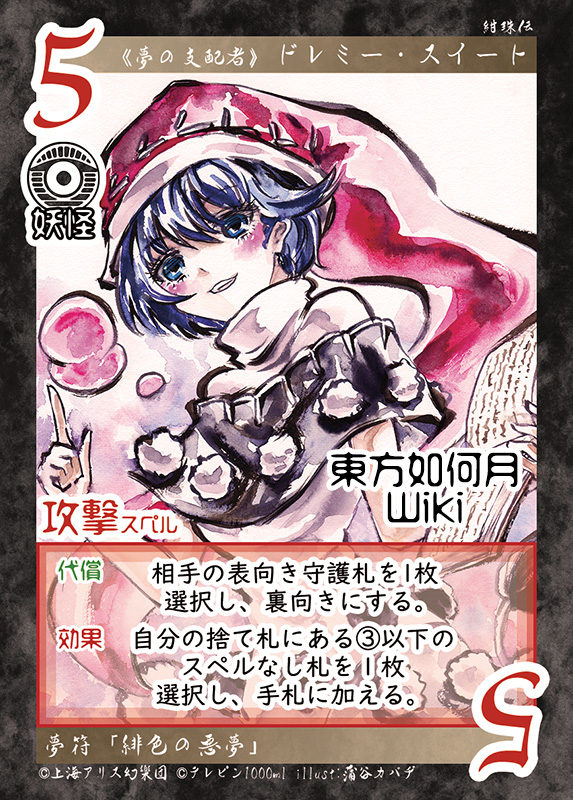 紺珠伝
5
《夢の支配者》 ドレミー・スイート
妖怪
東方如何月
Wiki
攻撃スペル
代償 相手の表向き守護札を1枚
選択し、裏向きにする。
効果 自分の捨て札にある③以下の
スペルなし札を1枚
選択し、手札に加える。
5
夢符 「緋色の悪夢」
©上海アリス幻樂団 ©テレピン1000ml illust:蒲谷カバヂ